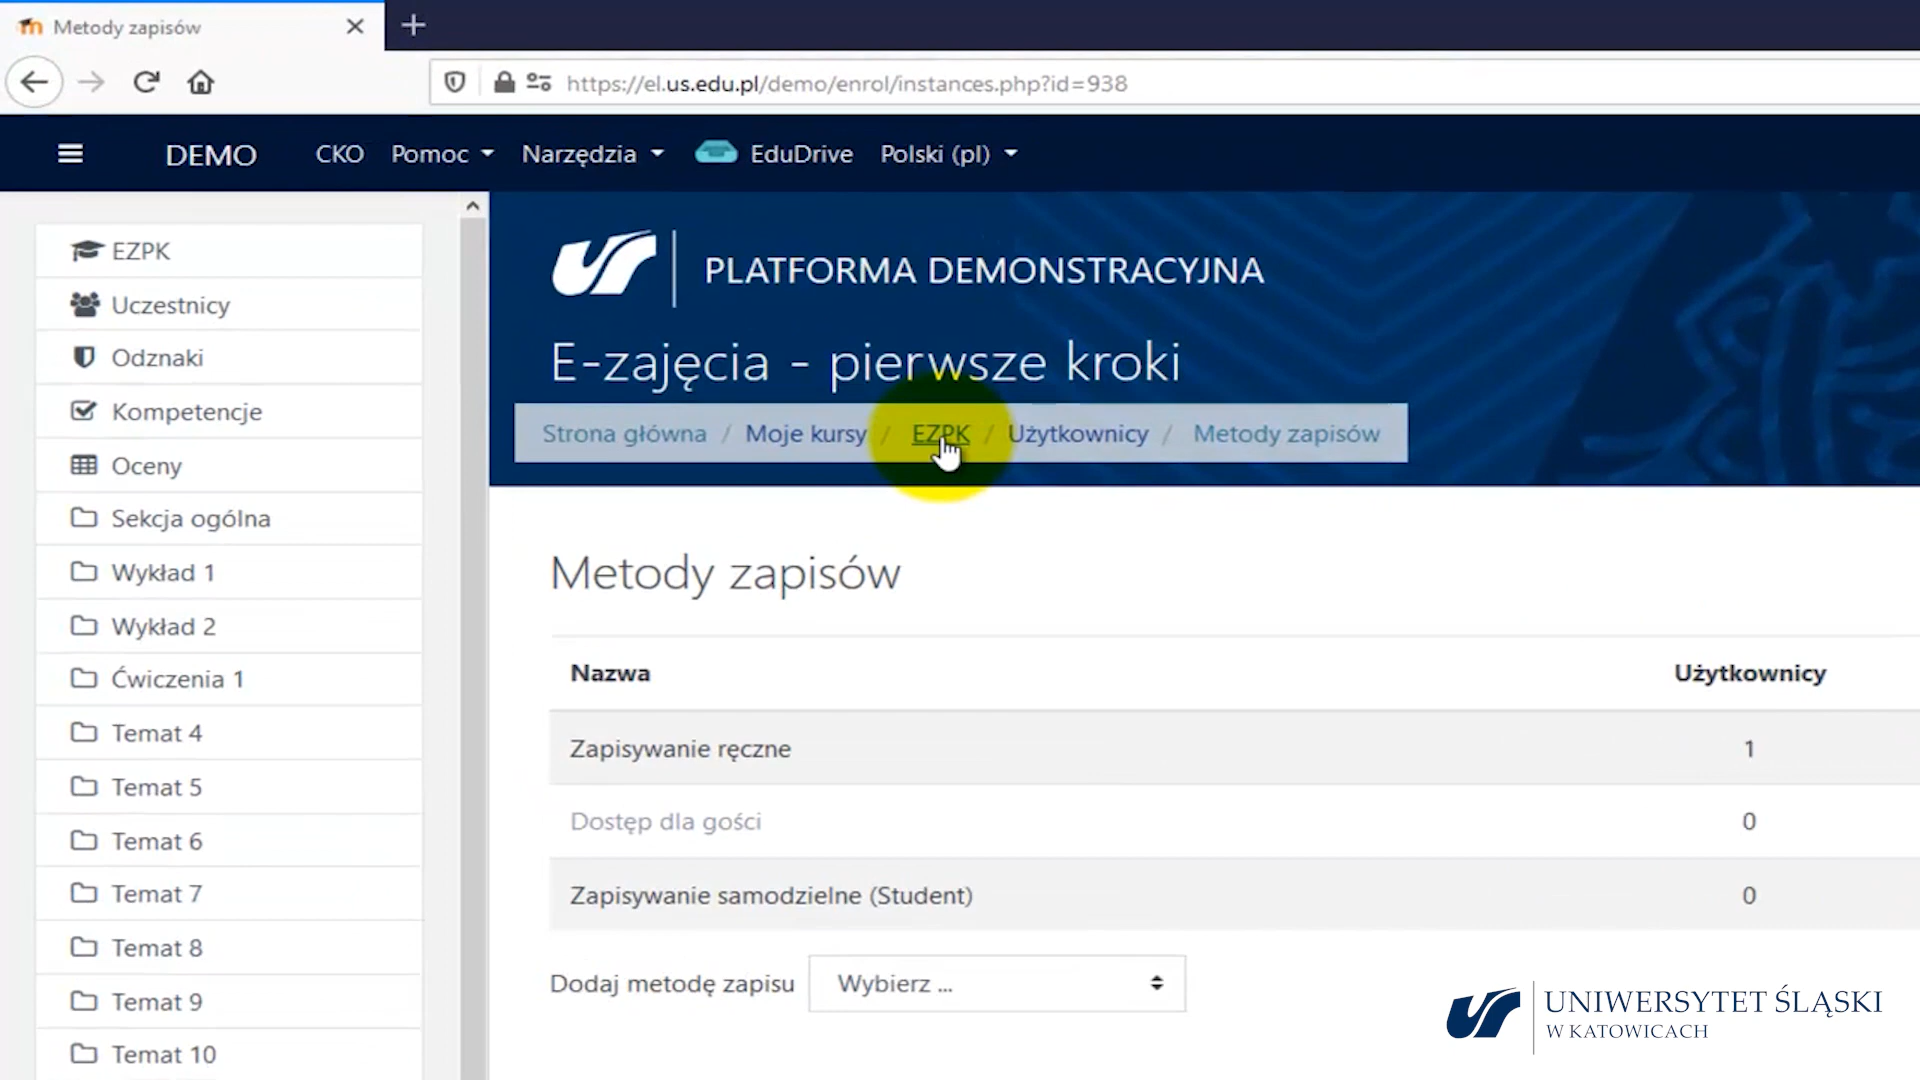 Metody zapisów
https://el.us.edu.pl/demo/enrol/instances.php?id=938
DEMO CKO Pomoc Narzędzia EduDrive Polski (pl)
EZPK
Uczestnicy
Odznaki
Kompetencje
Oceny
Sekcja ogólna
Wykład 1
Wykład 2
Ćwiczenia 1
Temat 4
Temat 5
Temat 6
Temat 7
Temat 8
Temat 9
Temat 10
PLATFORMA DEMONSTRACYJNA
E-zajęcia - pierwsze kroki
Strona główna / Moje kursy / EZPK / Użytkownicy / Metody zapisów
Metody zapisów
Nazwa Użytkownicy
Zapisywanie ręczne 1
Dostęp dla gości 0
Zapisywanie samodzielne (Student) 0
Dodaj metodę zapisu Wybierz ...
UNIWERSYTET ŚLĄSKI
W KATOWICACH